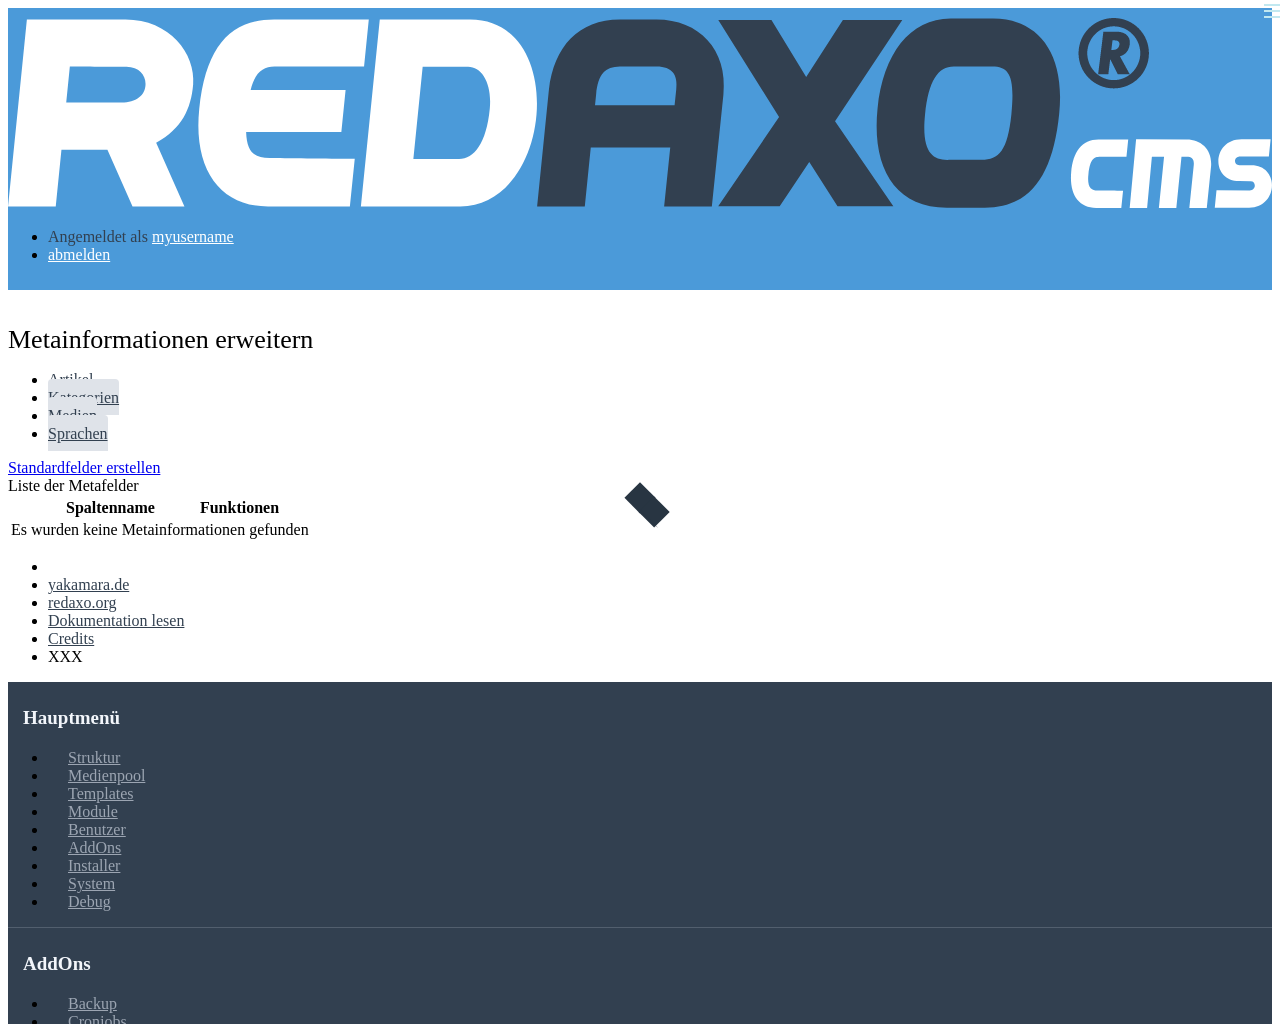 REDAXO®
cms
Angemeldet als myusername
abmelden
Metainformationen erweitern
Artikel
Kategorien
Medien
Sprachen
Standardfelder erstellen
Liste der Metafelder
Spaltenname Funktionen
Es wurden keine Metainformationen gefunden
yakamara.de
redaxo.org
Dokumentation lesen
Credits
XXX
Hauptmenü
Struktur
Medienpool
Templates
Module
Benutzer
AddOns
Installer
System
Debug
AddOns
Backup
Cronjobs